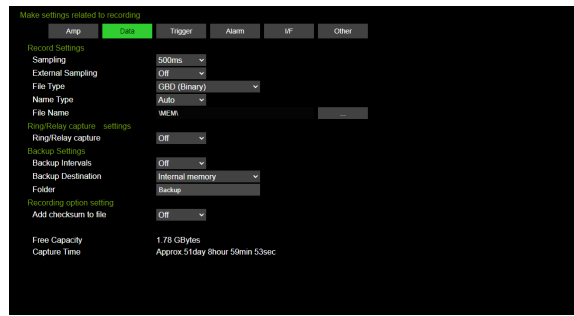 Make settings related to recording
Amp Data Trigger Alarm I/F Other
Record Settings
Sampling 500ms
External Sampling Off
File Type GBD (Binary)
Name Type Auto
File Name \MEM\ ...
Ring/Relay capture settings
Ring/Relay capture Off
Backup Settings
Backup Intervals Off
Backup Destination Internal memory
Folder Backup
Recording option setting
Add checksum to file Off
Free Capacity 1.78 GBytes
Capture Time Approx.51day 8hour 59min 53sec